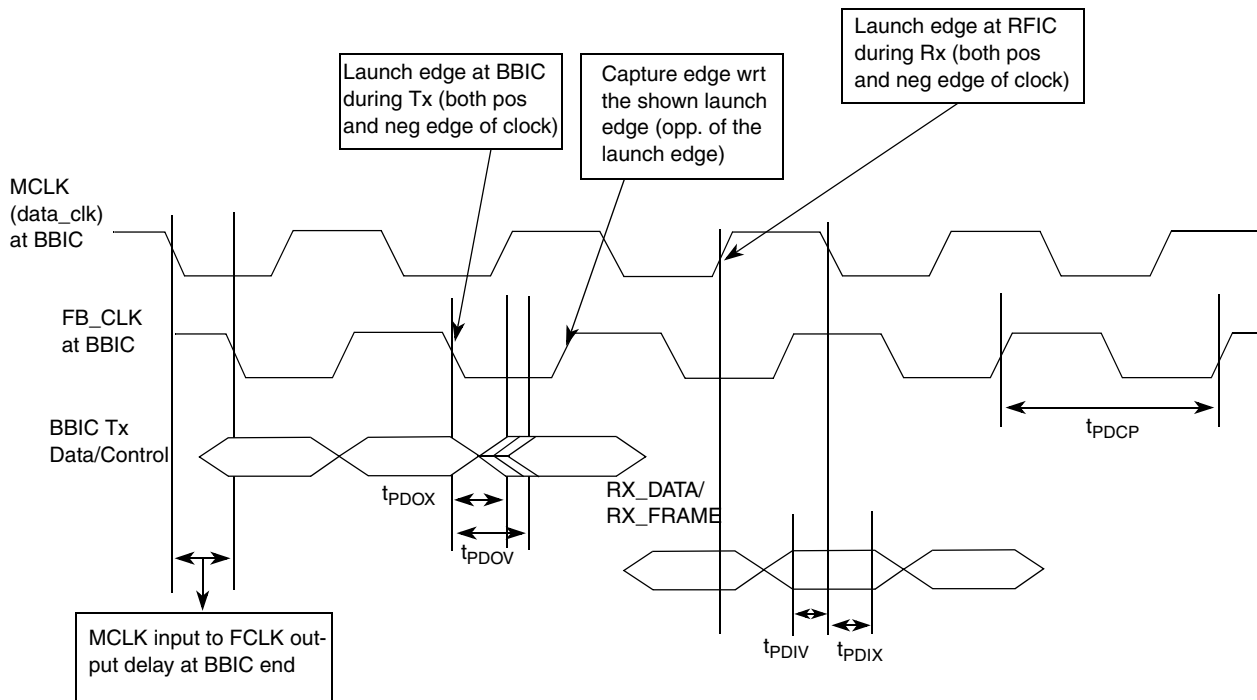 Launch edge at RFIC
during Rx (both pos
and neg edge of clock)
Launch edge at BBIC
during Tx (both pos
and neg edge of clock)
Capture edge wrt
the shown launch
edge (opp. of the
launch edge)
MCLK
(data_clk)
at BBIC
FB_CLK
at BBIC
BBIC Tx
Data/Control
tPDCP
tPDOX
RX_DATA/
RX_FRAME
tPDOV
MCLK input to FCLK out-
put delay at BBIC end
tPDIV
tPDIX